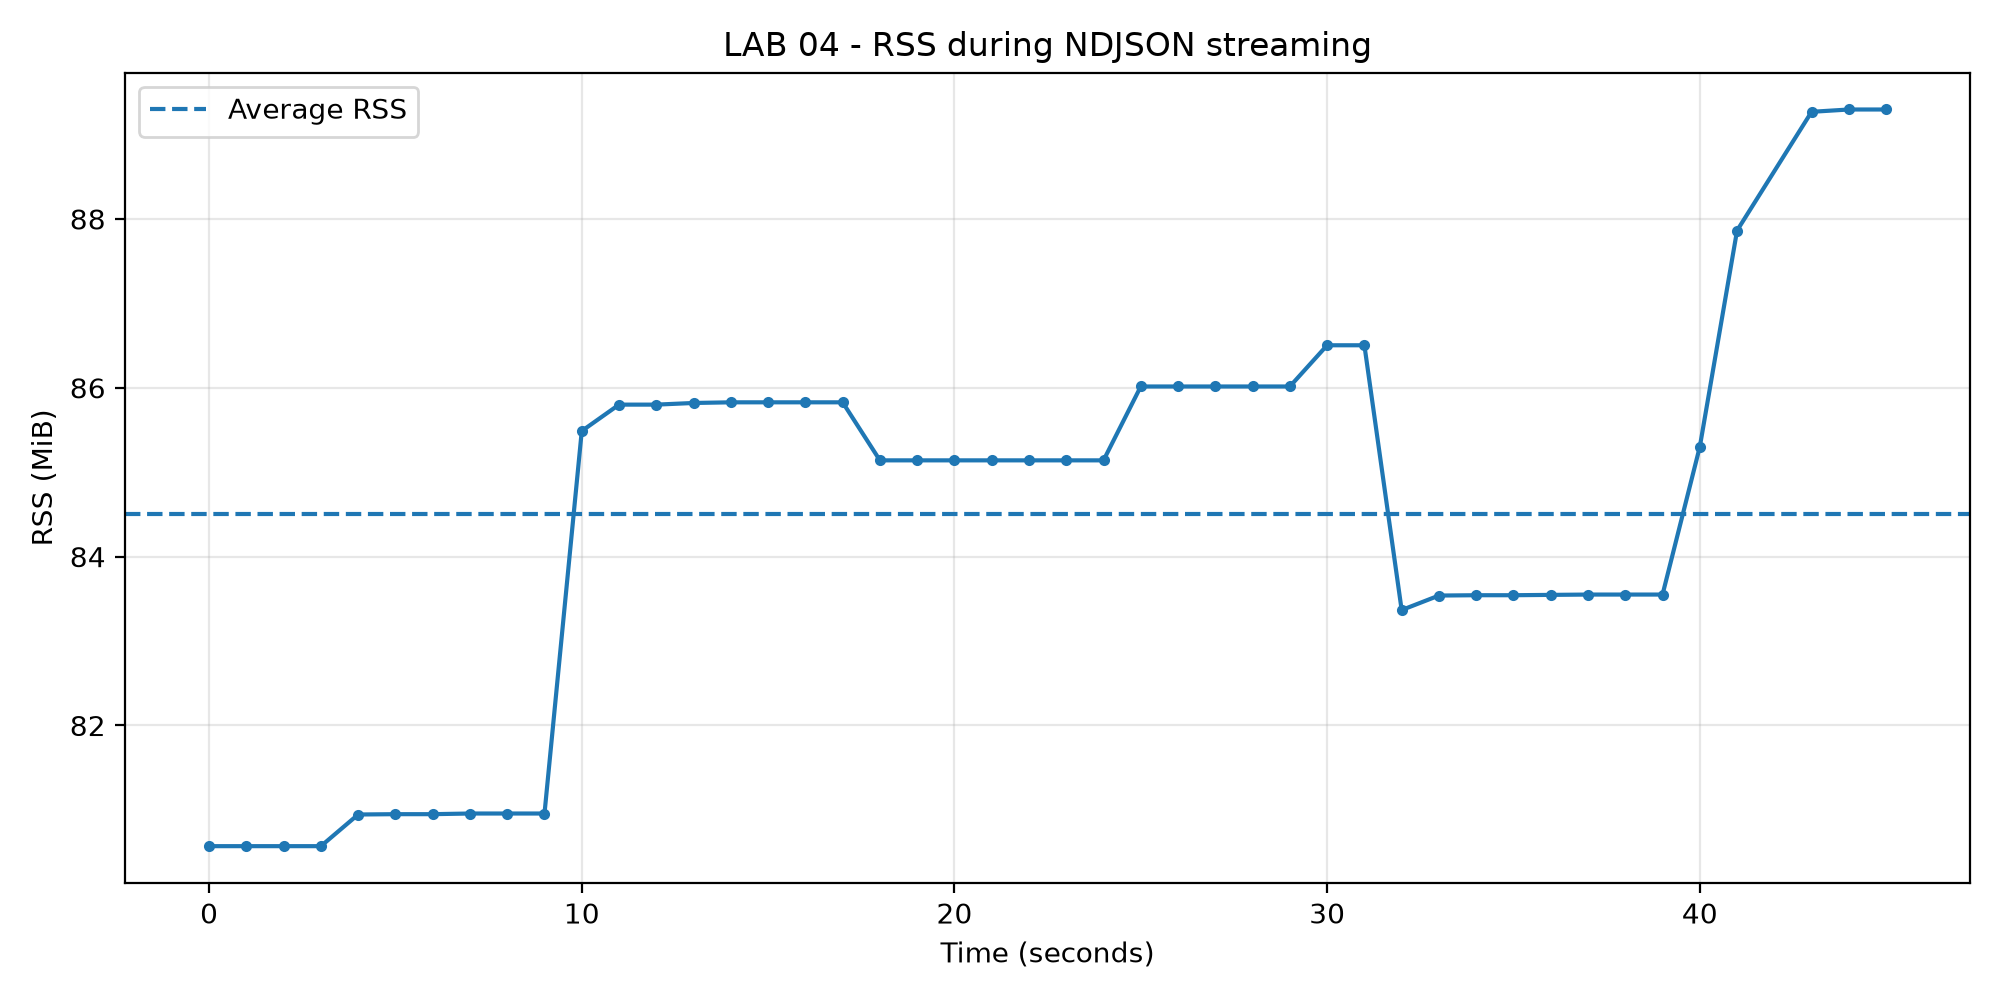 LAB 04 - RSS during NDJSON streaming
Average RSS
RSS (MiB)
88
86
84
82
0 10 20 30 40
Time (seconds)